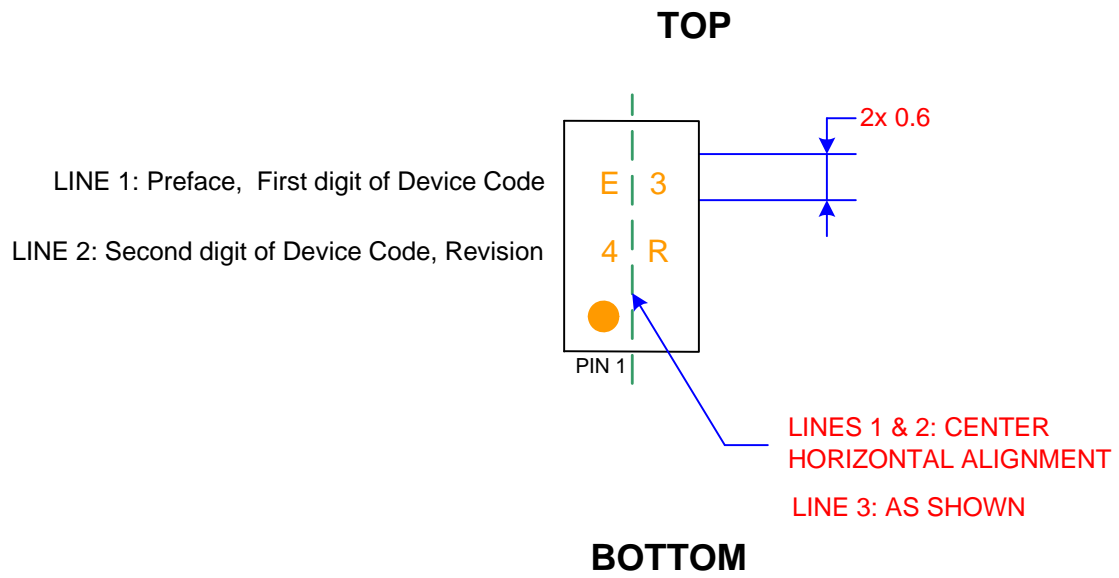 TOP
2x 0.6
LINE 1: Preface,  First digit of Device Code
E 3
LINE 2: Second digit of Device Code, Revision
4 R
PIN 1
LINES 1 & 2: CENTER
HORIZONTAL ALIGNMENT
LINE 3: AS SHOWN
BOTTOM